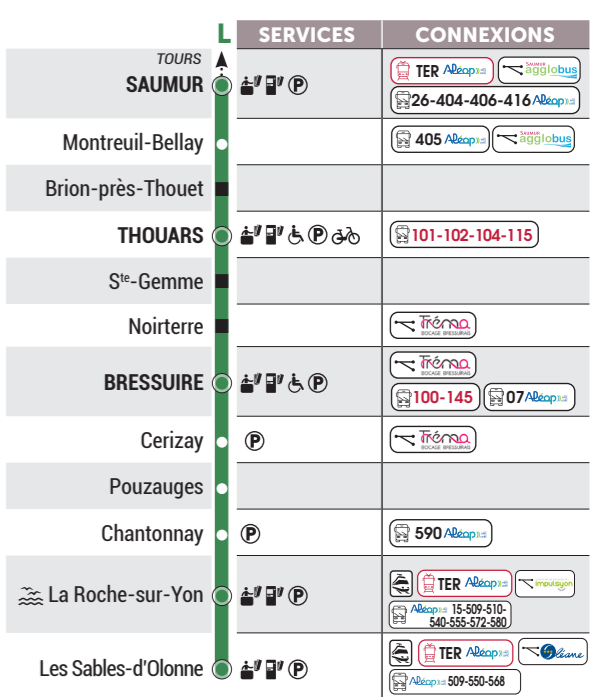 L SERVICES CONNEXIONS
TOURS
SAUMUR P TER Aléop SAUMUR agglobus
26-404-406-416 Aléop
Montreuil-Bellay 405 Aléop SAUMUR agglobus
Brion-près-Thouet
THOUARS P 101-102-104-115
Ste-Gemme
Noirterre Tréma BOCAGE BRESSUIRAIS
BRESSUIRE P Tréma BOCAGE BRESSUIRAIS
100-145 07 Aléop
Cerizay P Tréma BOCAGE BRESSUIRAIS
Pouzauges
Chantonnay P 590 Aléop
La Roche-sur-Yon P TER Aléop impulsyon
Aléop 15-509-510-
540-555-572-580
Les Sables-d'Olonne P TER Aléop Oléane
Aléop 509-550-568